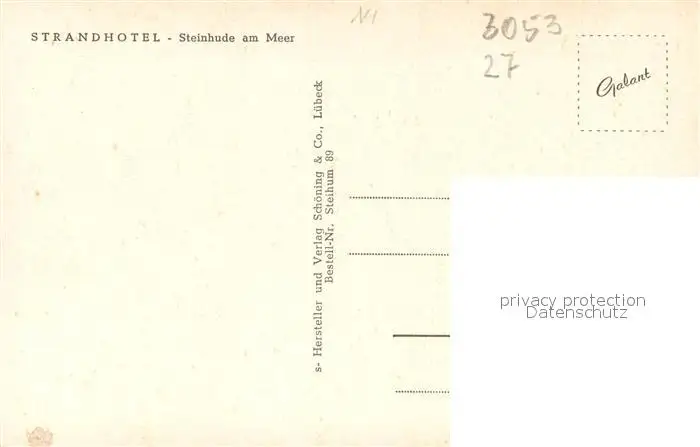 STRANDHOTEL - Steinhude am Meer
3053
27
Galant
s- Hersteller und Verlag Schöning & Co., Lübeck
Bestell-Nr. Steihum 89
privacy protection
Datenschutz